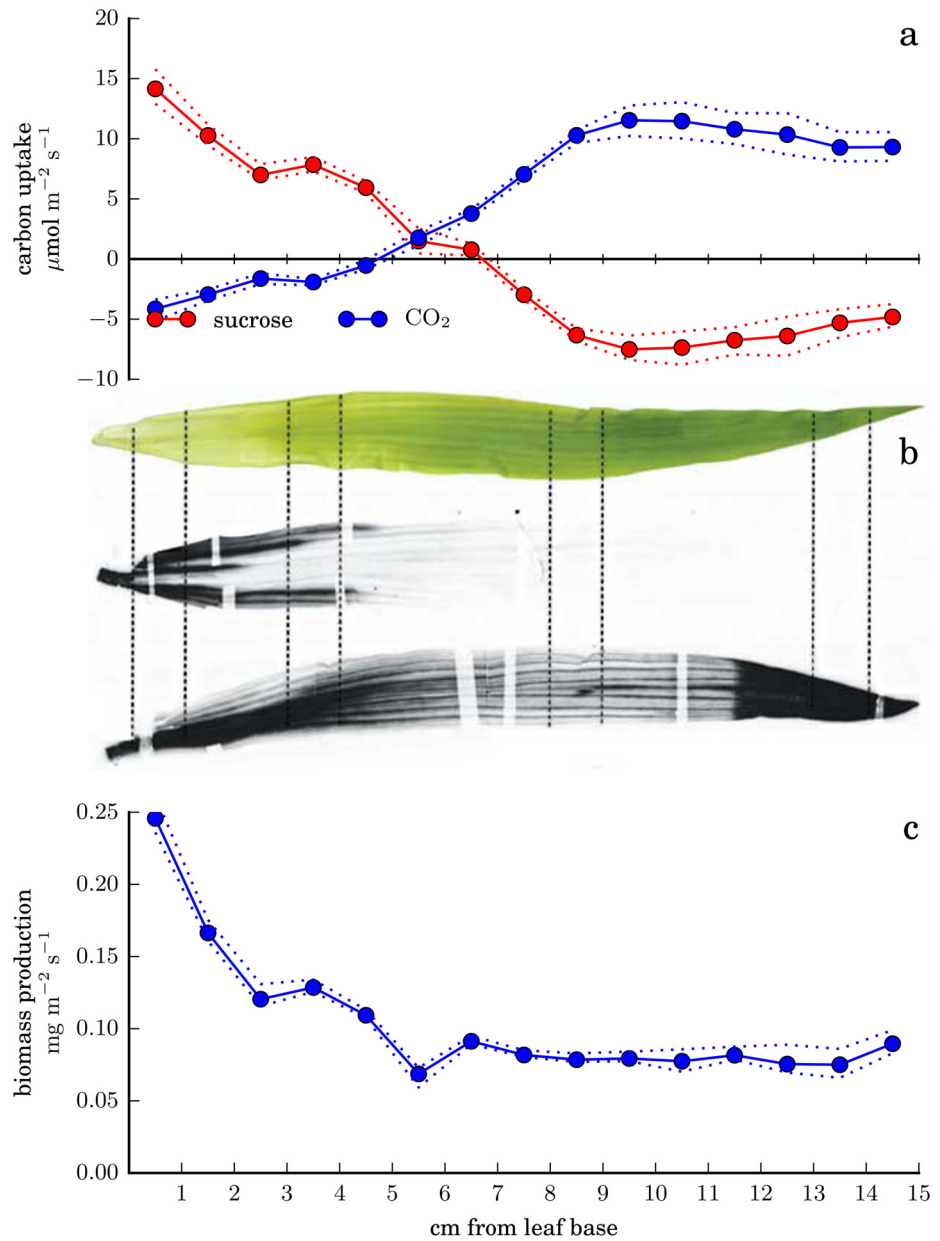 a
20
15
10
5
0
−5
−10
carbon uptake
μmol m⁻² s⁻¹
sucrose
CO₂
b
c
0.25
0.20
0.15
0.10
0.05
0.00
biomass production
mg m⁻² s⁻¹
1 2 3 4 5 6 7 8 9 10 11 12 13 14 15
cm from leaf base